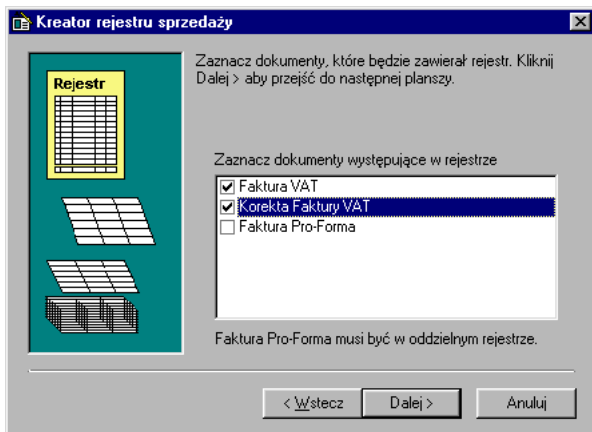 Kreator rejestru sprzedaży
Zaznacz dokumenty, które będzie zawierał rejestr. Kliknij
Dalej > aby przejść do następnej planszy.
Rejestr
Zaznacz dokumenty występujące w rejestrze
Faktura VAT
Korekta Faktury VAT
Faktura Pro-Forma
Faktura Pro-Forma musi być w oddzielnym rejestrze.
< Wstecz
Dalej >
Anuluj